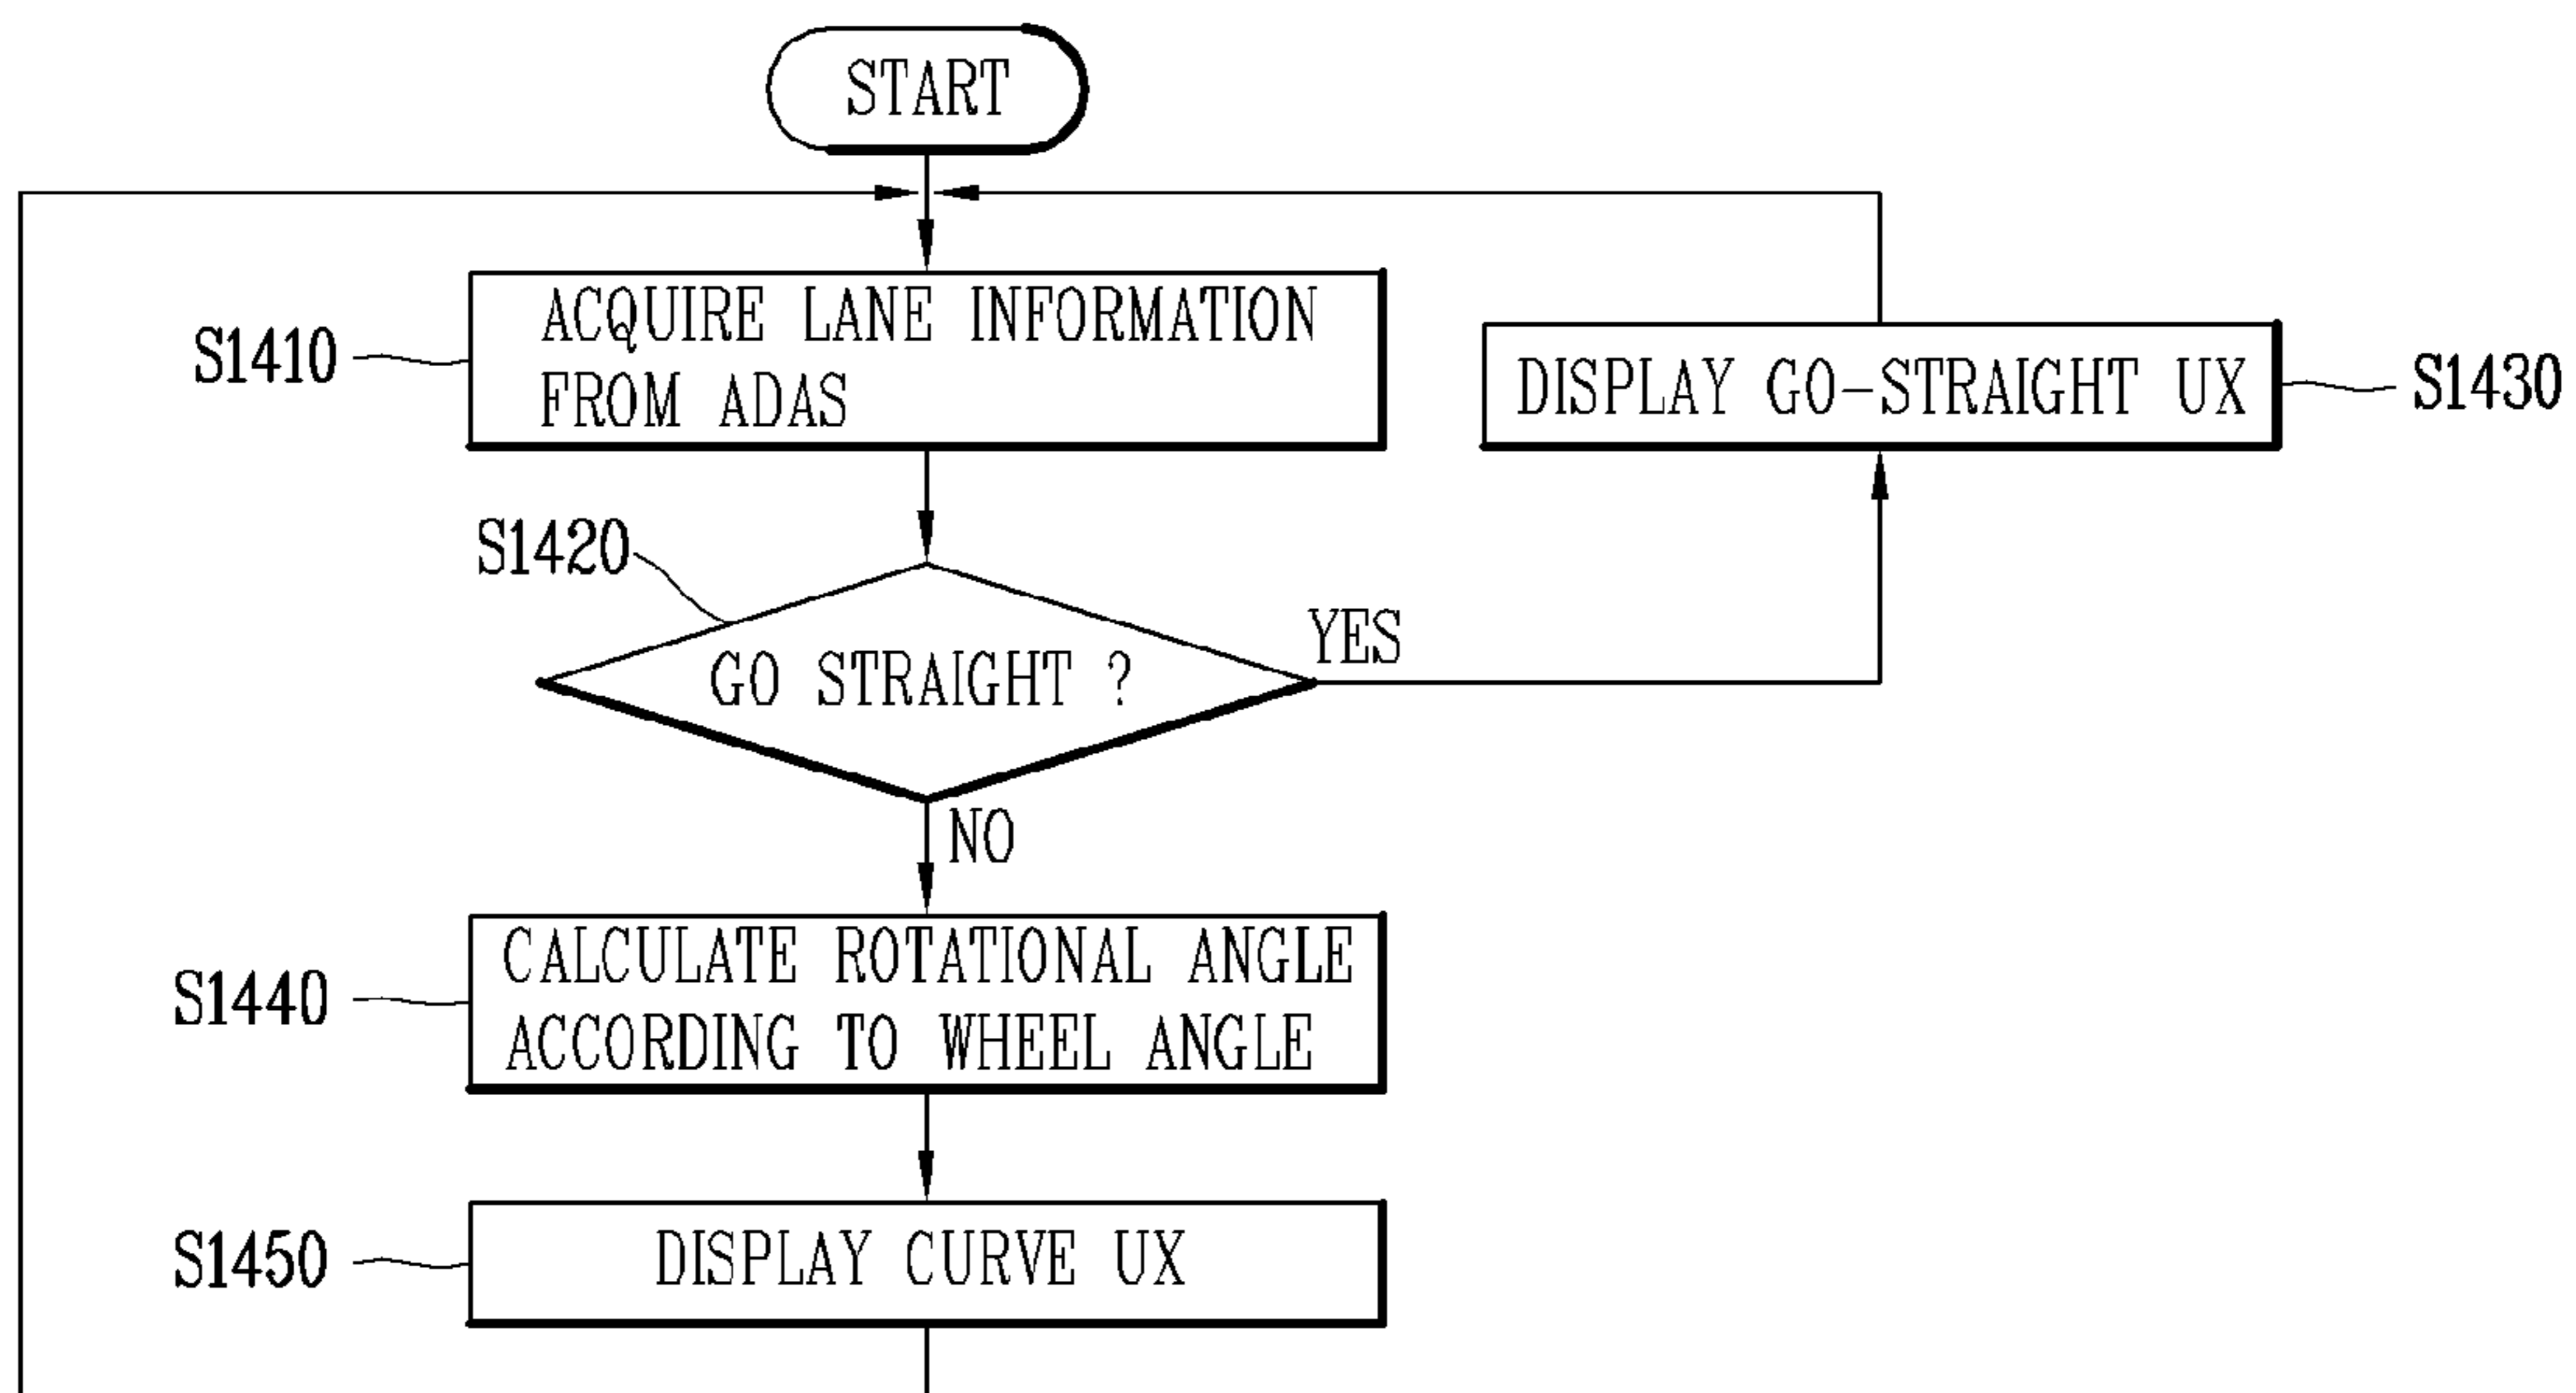 START
ACQUIRE LANE INFORMATION
FROM ADAS
S1410
DISPLAY GO-STRAIGHT UX
S1430
S1420
GO STRAIGHT ?
YES
NO
CALCULATE ROTATIONAL ANGLE
ACCORDING TO WHEEL ANGLE
S1440
DISPLAY CURVE UX
S1450